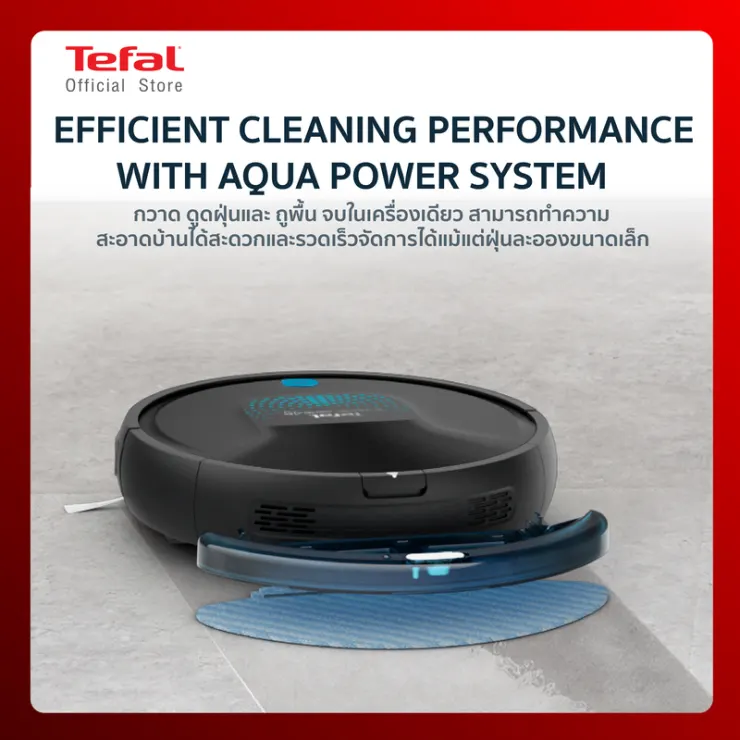 Tefal
Official Store
EFFICIENT CLEANING PERFORMANCE
WITH AQUA POWER SYSTEM
กวาด ดูดฝุ่นและ ถูพื้น จบในเครื่องเดียว สามารถทำความ
สะอาดบ้านได้สะดวกและรวดเร็วจัดการได้แม้แต่ฝุ่นละอองขนาดเล็ก
Tefal